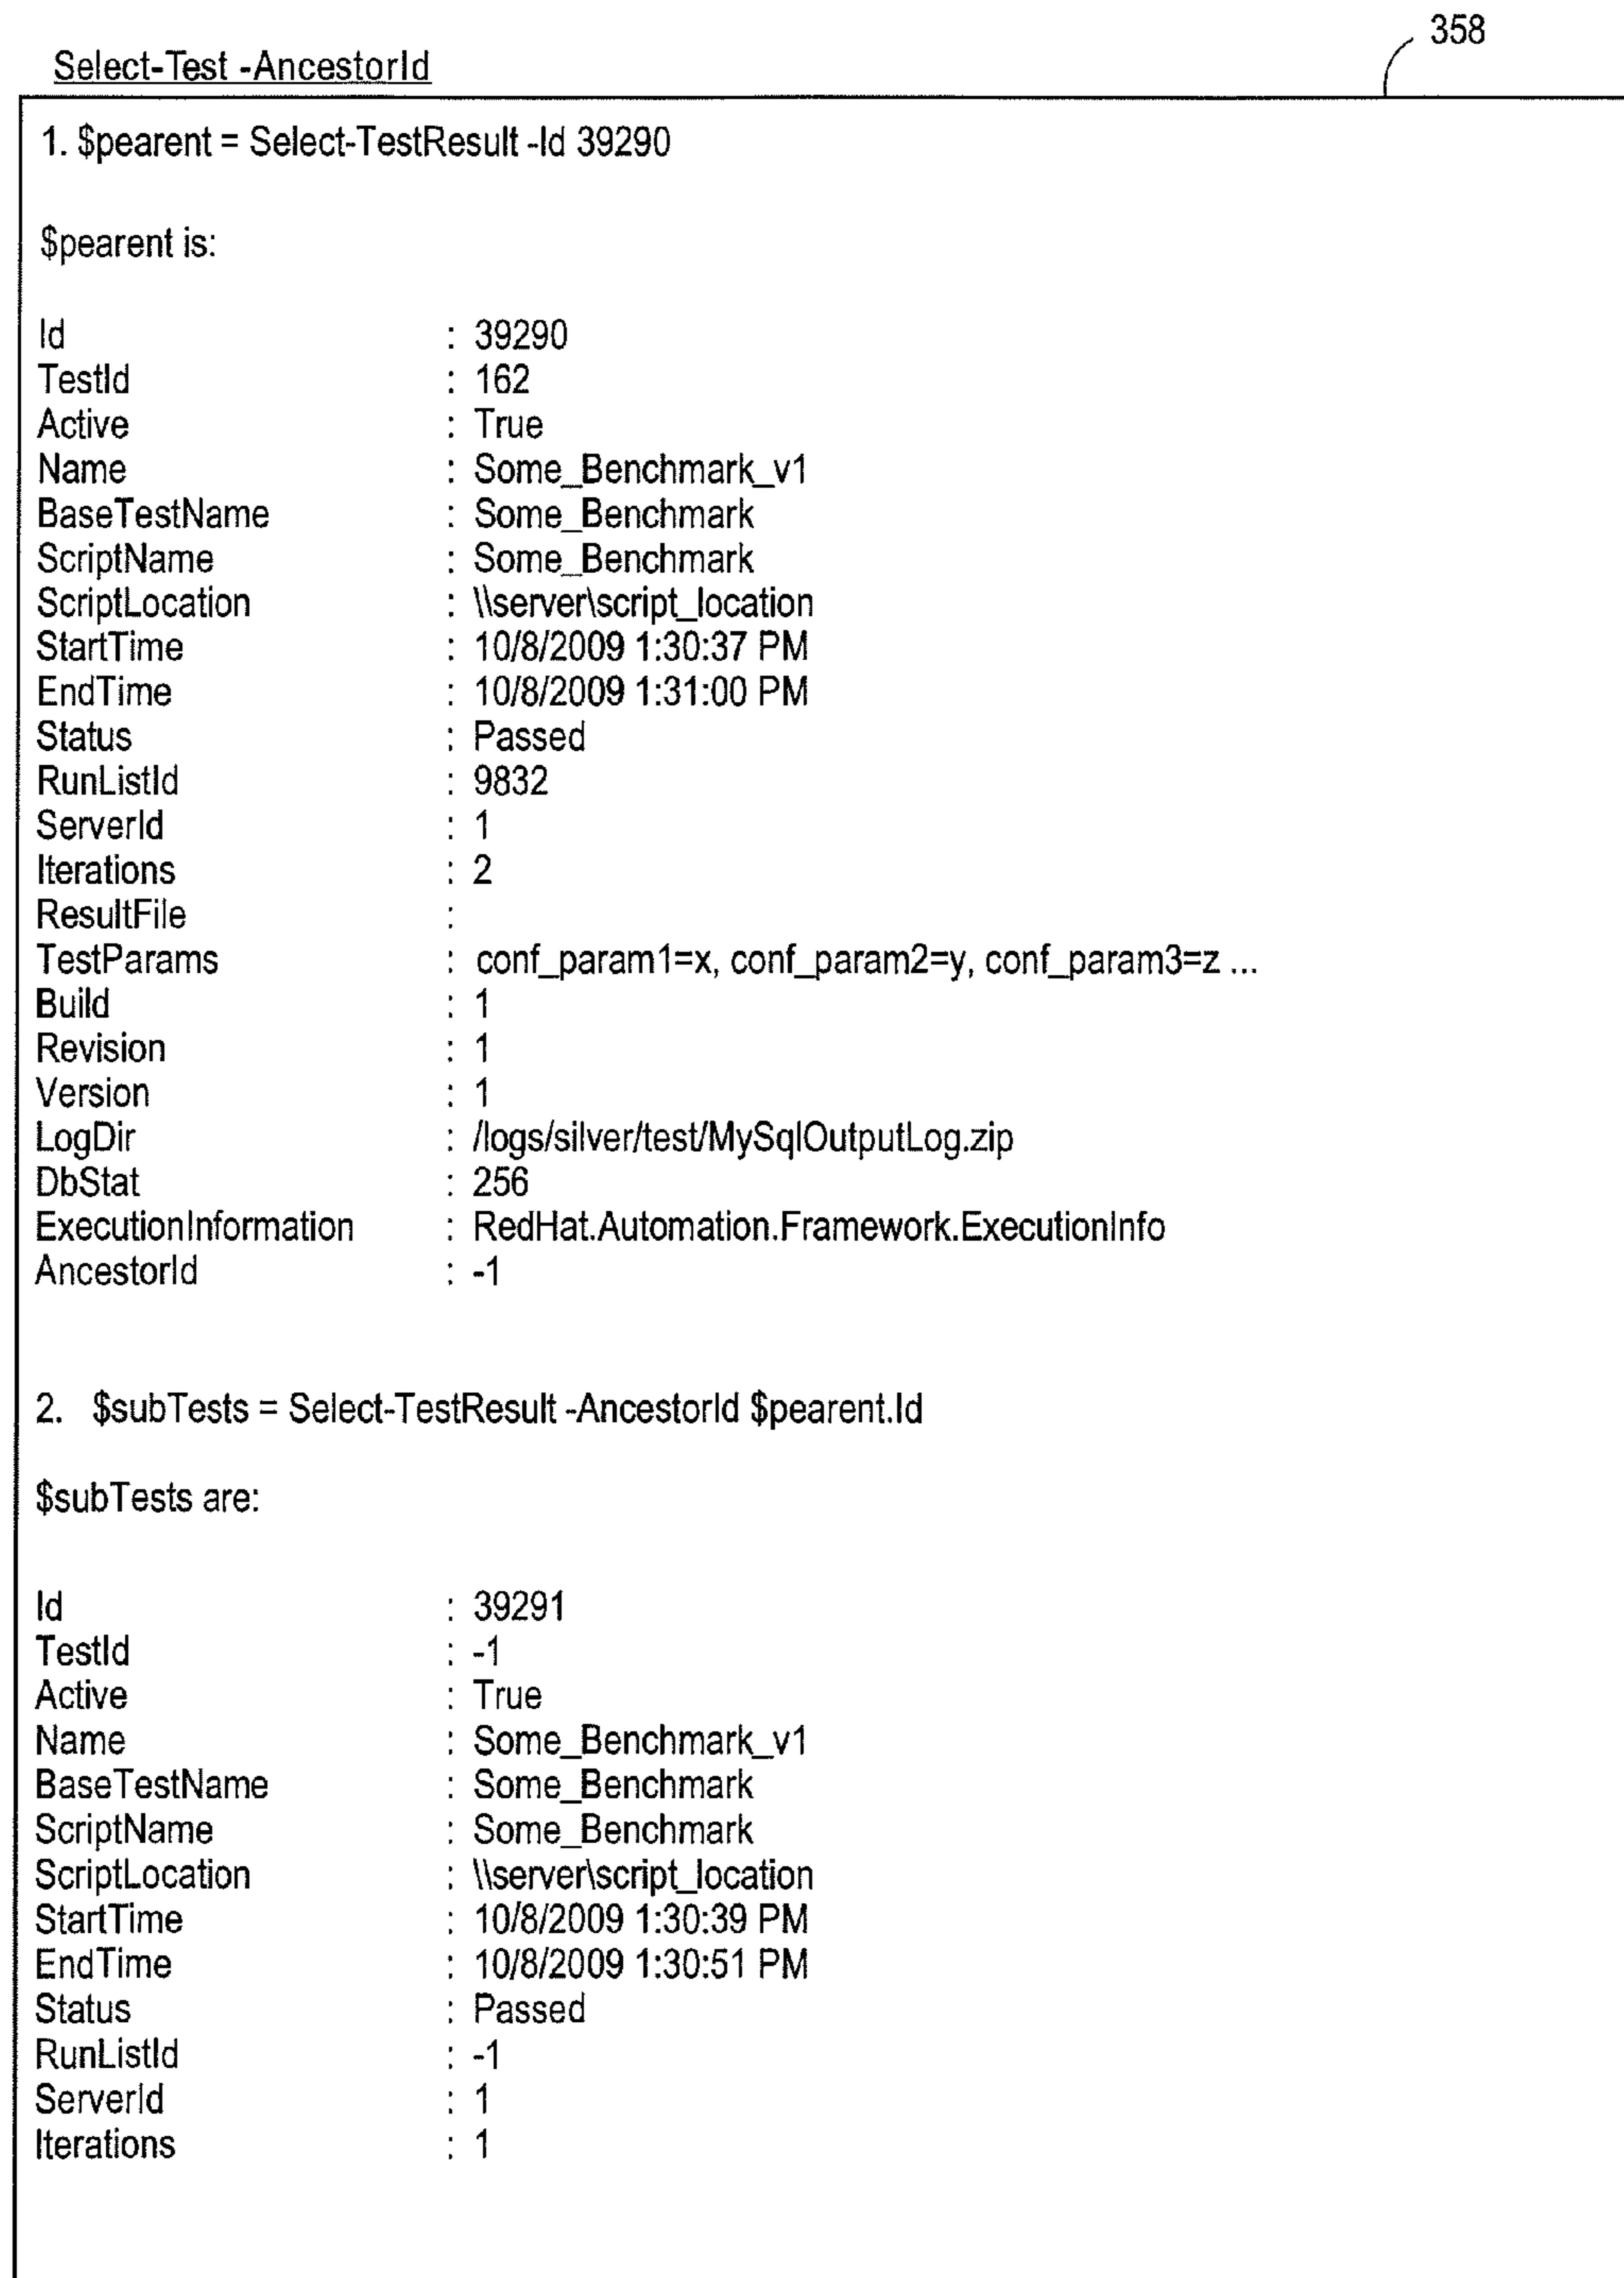 358
Select-Test -AncestorId
1. $pearent = Select-TestResult -Id 39290
$pearent is:
Id : 39290
TestId : 162
Active : True
Name : Some_Benchmark_v1
BaseTestName : Some_Benchmark
ScriptName : Some_Benchmark
ScriptLocation : \\server\script_location
StartTime : 10/8/2009 1:30:37 PM
EndTime : 10/8/2009 1:31:00 PM
Status : Passed
RunListId : 9832
ServerId : 1
Iterations : 2
ResultFile :
TestParams : conf_param1=x, conf_param2=y, conf_param3=z ...
Build : 1
Revision : 1
Version : 1
LogDir : /logs/silver/test/MySqlOutputLog.zip
DbStat : 256
ExecutionInformation : RedHat.Automation.Framework.ExecutionInfo
AncestorId : -1
2. $subTests = Select-TestResult -AncestorId $pearent.Id
$subTests are:
Id : 39291
TestId : -1
Active : True
Name : Some_Benchmark_v1
BaseTestName : Some_Benchmark
ScriptName : Some_Benchmark
ScriptLocation : \\server\script_location
StartTime : 10/8/2009 1:30:39 PM
EndTime : 10/8/2009 1:30:51 PM
Status : Passed
RunListId : -1
ServerId : 1
Iterations : 1